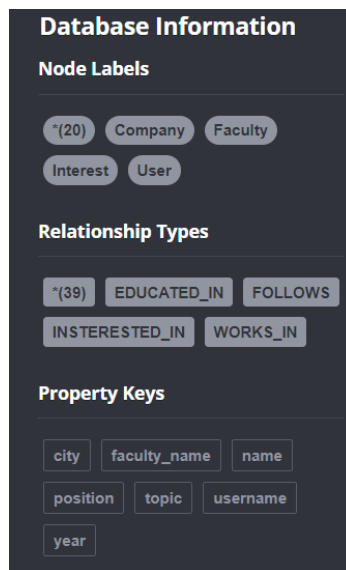 Database Information
Node Labels
*(20) Company Faculty
Interest User
Relationship Types
*(39) EDUCATED_IN FOLLOWS
INSTERESTED_IN WORKS_IN
Property Keys
city faculty_name name
position topic username
year